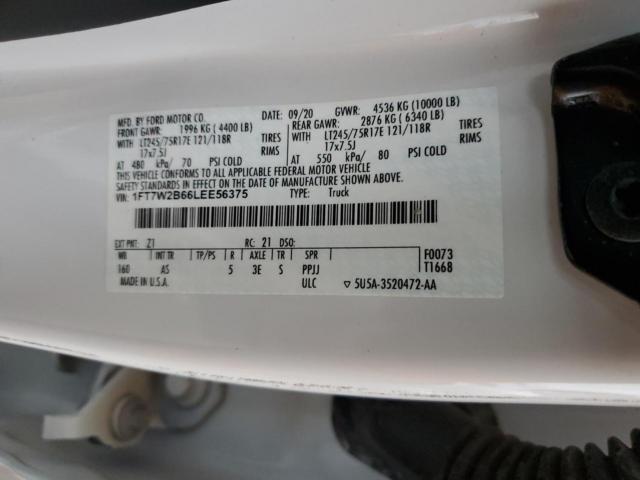 MFD. BY FORD MOTOR CO.
DATE: 09/20 GVWR: 4536 KG (10000 LB)
FRONT GAWR: 1996 KG (4400 LB) REAR GAWR: 2876 KG (6340 LB)
WITH LT245/75R17E 121/118R TIRES WITH LT245/75R17E 121/118R TIRES
17x7.5J RIMS 17x7.5J RIMS
AT 480 kPa/ 70 PSI COLD AT 550 kPa/ 80 PSI COLD
THIS VEHICLE CONFORMS TO ALL APPLICABLE FEDERAL MOTOR VEHICLE
SAFETY STANDARDS IN EFFECT ON THE DATE OF MANUFACTURE SHOWN ABOVE.
VIN: 1FT7W2B66LEE56375 TYPE: Truck
EXT PNT: Z1 RC: 21 DSO:
WB INT TR TP/PS R AXLE TR SPR F0073
160 AS 5 3E S PPJJ T1668
MADE IN U.S.A. ULC ▽ 5U5A-3520472-AA